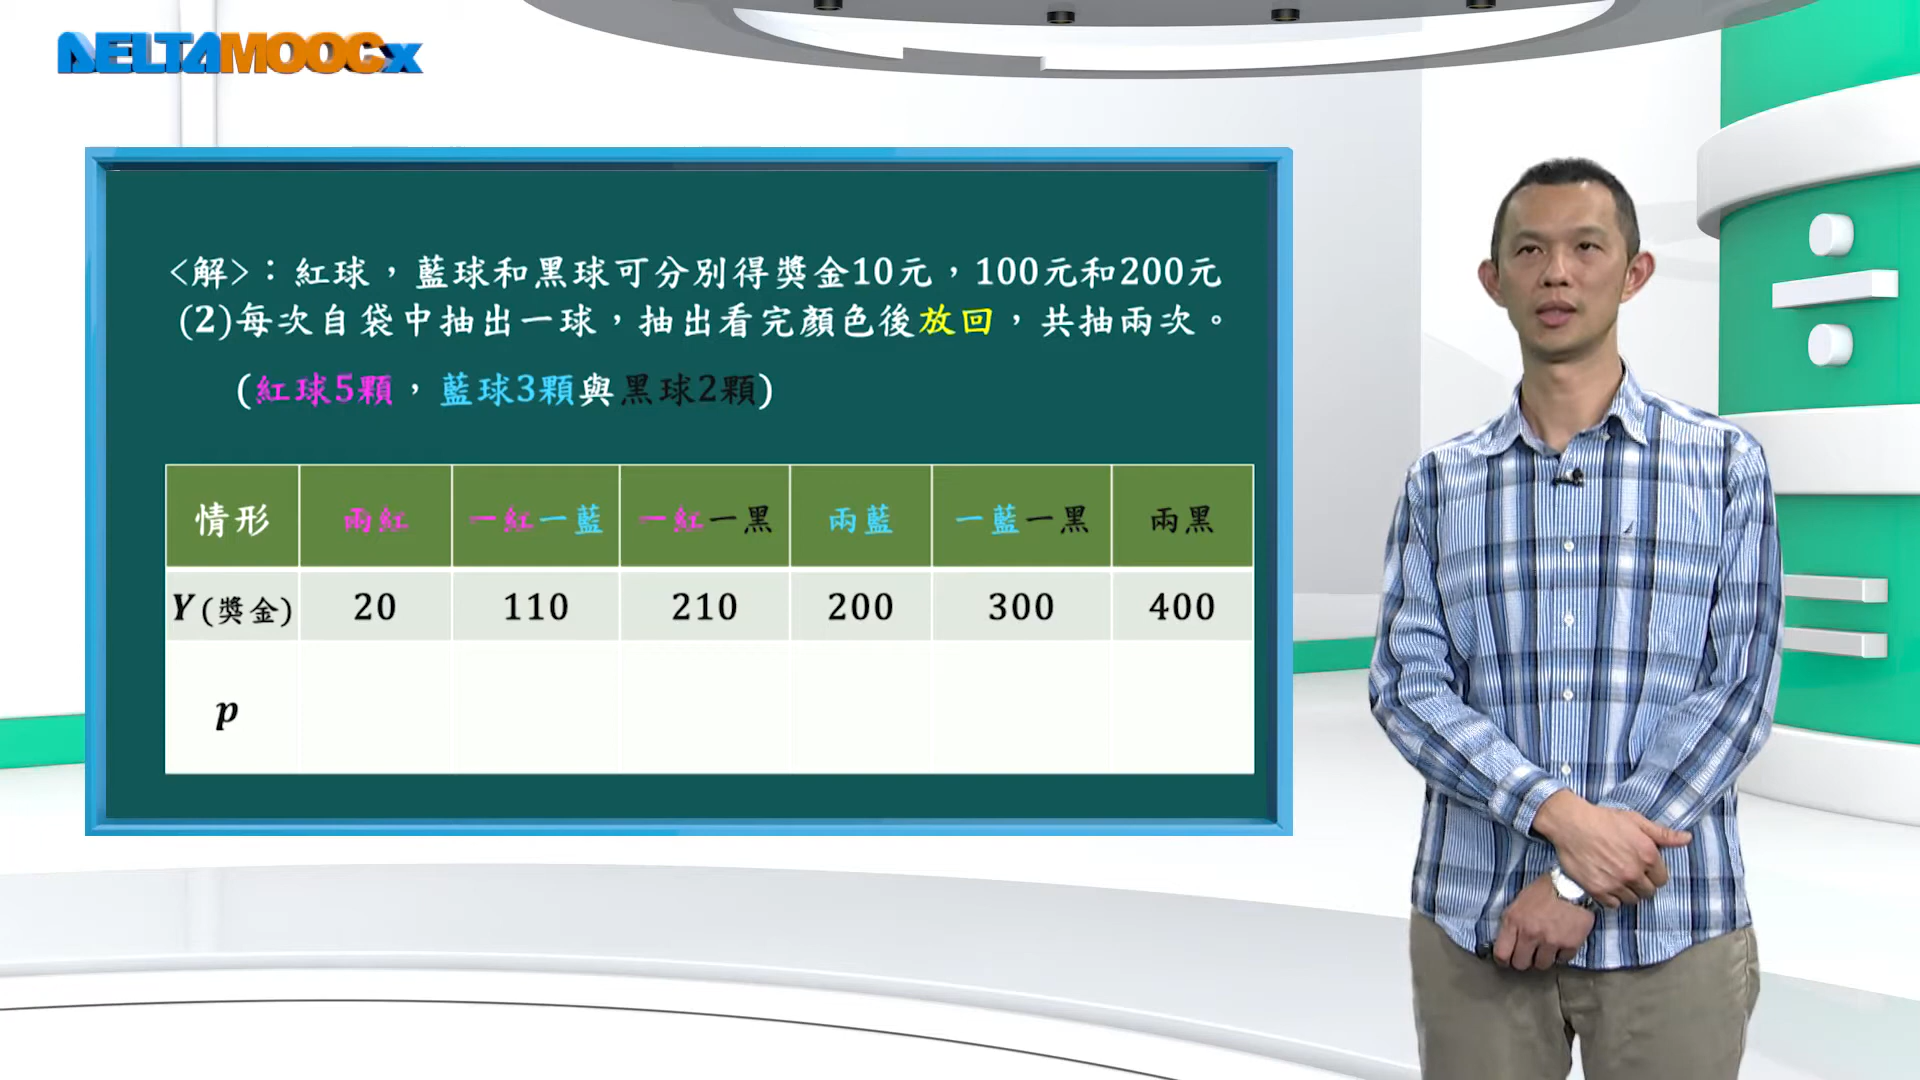 DELTAMOOCx
<解>：紅球，藍球和黑球可分別得獎金10元，100元和200元
(2)每次自袋中抽出一球，抽出看完顏色後放回，共抽兩次。
(紅球5顆，藍球3顆與黑球2顆)
情形 兩紅 一紅一藍 一紅一黑 兩藍 一藍一黑 兩黑
Y(獎金) 20 110 210 200 300 400
p